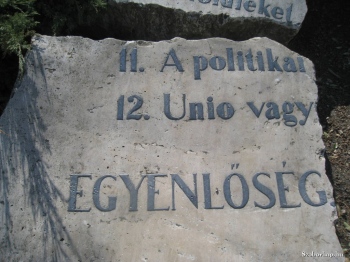 11. A politikai
12. Unio vagy
EGYENLŐSÉG,